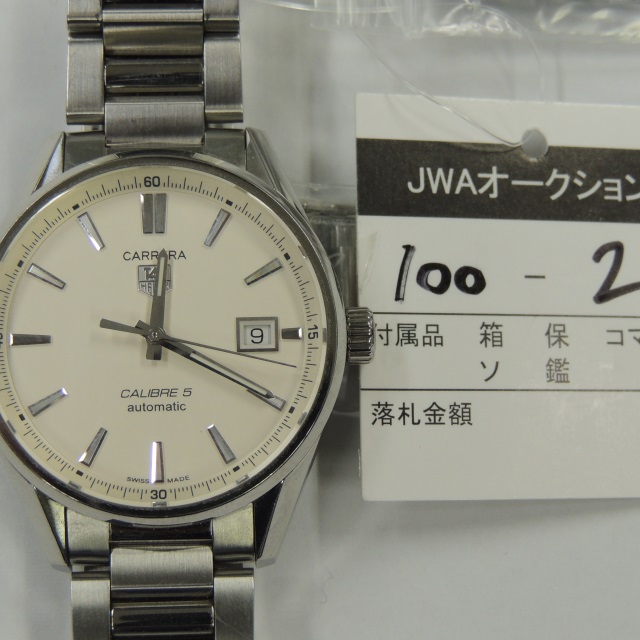 60
CARRERA
TAG
HEUER
9
15
CALIBRE 5
automatic
SWISS MADE
30
JWAオークション
100 - 2
付属品 箱 保 コマ
ソ 鑑
落札金額